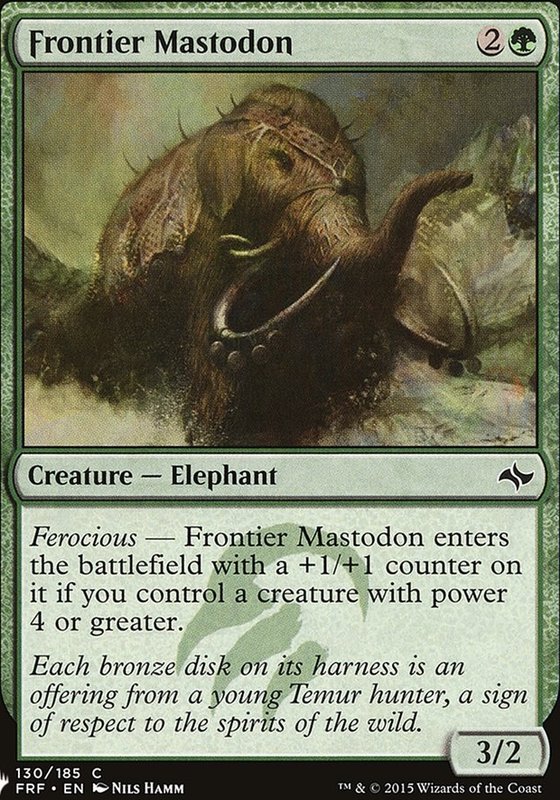 Frontier Mastodon 2
Creature — Elephant
Ferocious — Frontier Mastodon enters
the battlefield with a +1/+1 counter on
it if you control a creature with power
4 or greater.
Each bronze disk on its harness is an
offering from a young Temur hunter, a sign
of respect to the spirits of the wild.
3/2
130/185 C
FRF • EN Nils Hamm
™ & © 2015 Wizards of the Coast